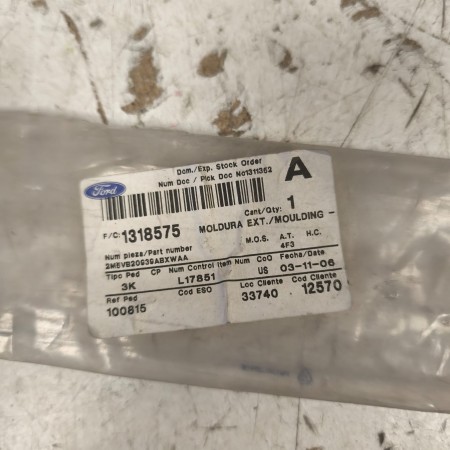 Dom./Exp. Stock Order
Num Doc / Pick Doc No1311352
A
Ford
F/C: 1318575
Cant/Qty: 1
MOLDURA EXT./MOULDING -
Num pieza/Part number
M.O.S. A.T. H.C.
2M5VB20539ABXWAA
4F3
Tipo Ped CP Num Control Item Num CoO Fecha/Date
3K L17851 US 03-11-06
Ref Ped Cod ESO Loc Cliente Cod Cliente
100815 33740 12570